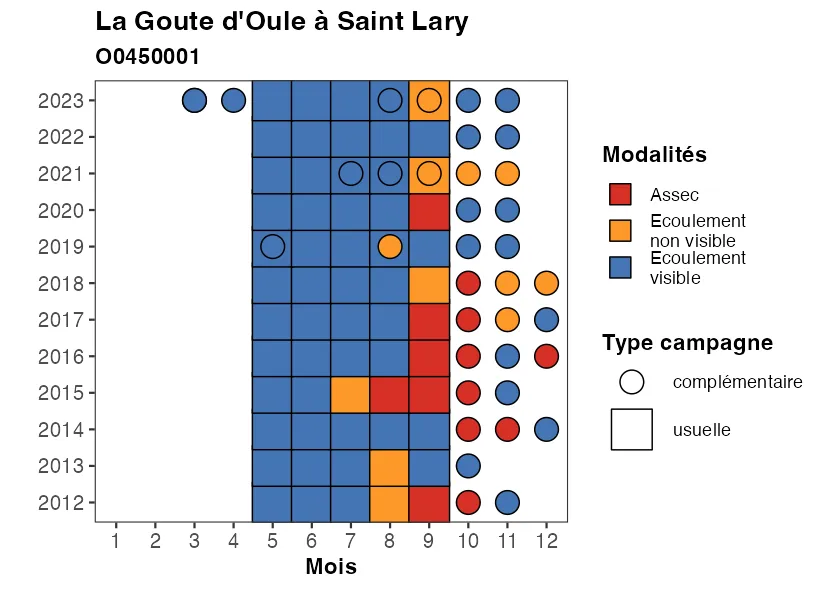 La Goute d'Oule à Saint Lary
O0450001
2023
2022
2021
2020
2019
2018
2017
2016
2015
2014
2013
2012
1 2 3 4 5 6 7 8 9 10 11 12
Mois
Modalités
Assec
Ecoulement
non visible
Ecoulement
visible
Type campagne
complémentaire
usuelle